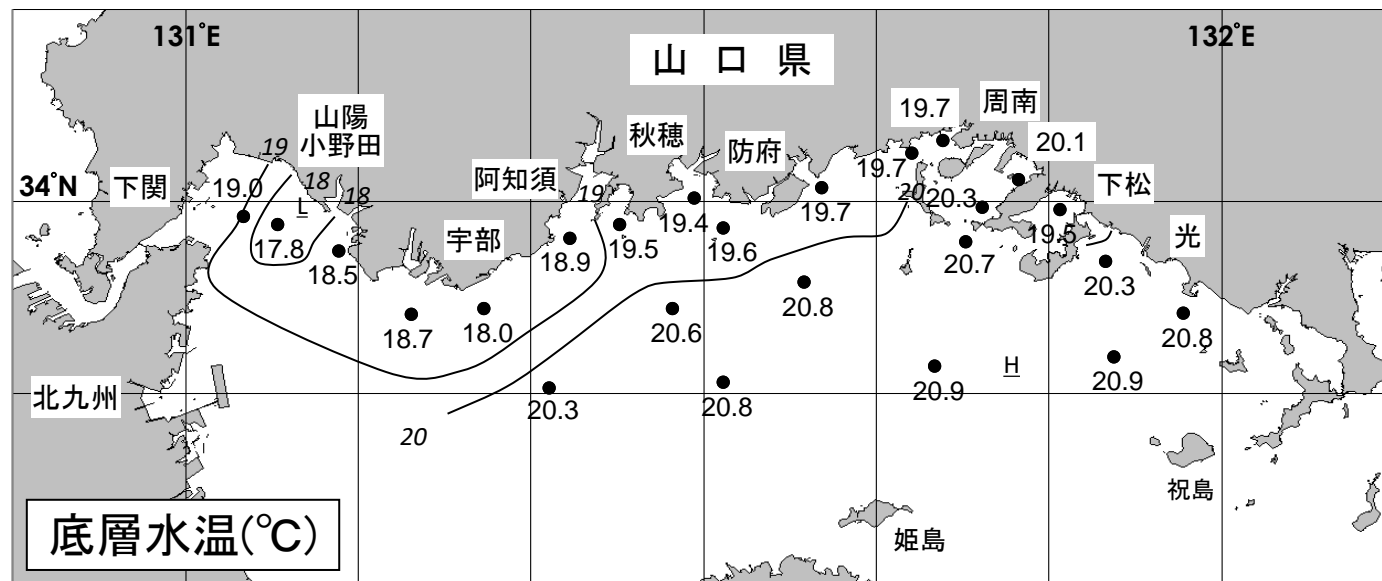 131°E
132°E
山口県
19.7
周南
山陽
小野田
19
秋穂
防府
20.1
19.7
阿知須
34°N
下関
19.0
18
18
19
20
20.3
下松
L
17.8
宇部
19.4
19.7
19.5
光
18.5
18.9
19.5
19.6
20.7
20.3
20.8
18.7
18.0
20.6
20.8
H
北九州
20.3
20.8
20.9
20.9
20
祝島
底層水温(℃)
姫島